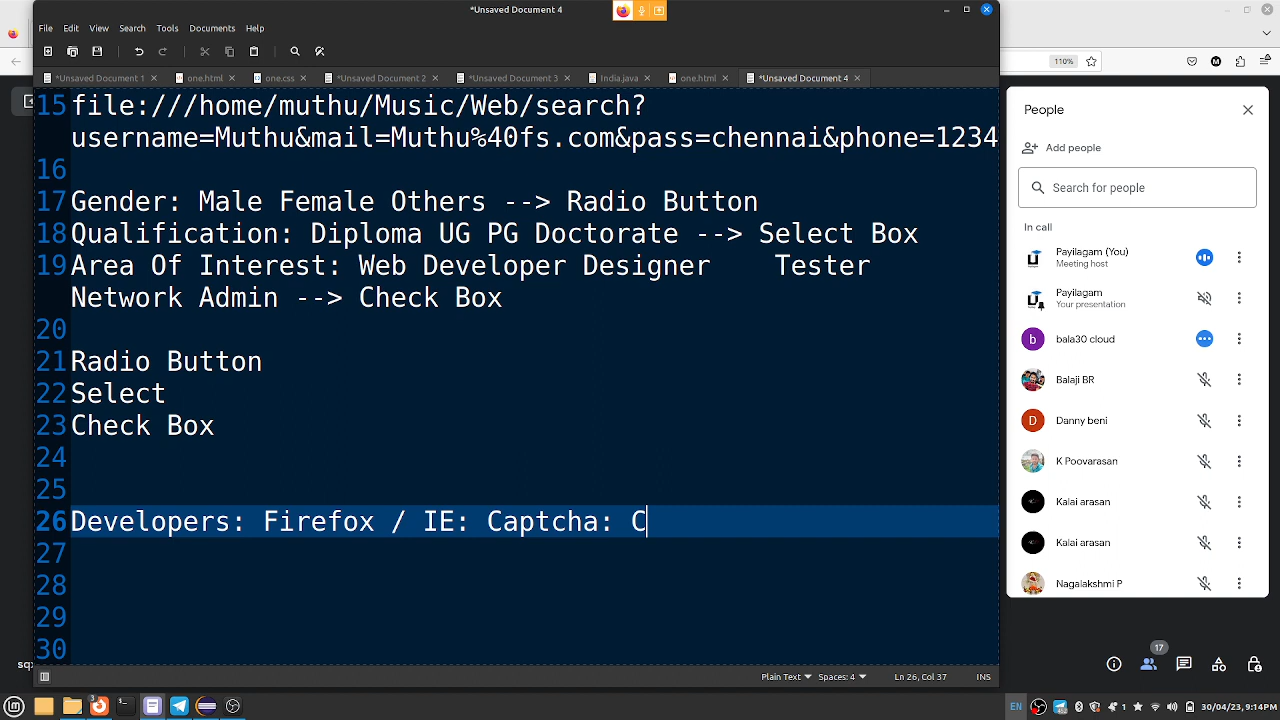 *Unsaved Document 4
File Edit View Search Tools Documents Help
*Unsaved Document 1 one.html one.css *Unsaved Document 2 *Unsaved Document 3 India.java one.html *Unsaved Document 4
110%
15 file:///home/muthu/Music/Web/search?
username=Muthu&mail=Muthu%40fs.com&pass=chennai&phone=1234
16
17 Gender: Male Female Others --> Radio Button
18 Qualification: Diploma UG PG Doctorate --> Select Box
19 Area Of Interest: Web Developer Designer    Tester
Network Admin --> Check Box
20
21 Radio Button
22 Select
23 Check Box
24
25
26 Developers: Firefox / IE: Captcha: C
27
28
29
30
Plain Text Spaces: 4 Ln 26, Col 37 INS
People
Add people
Search for people
In call
Payilagam (You)
Meeting host
Payilagam
Your presentation
b bala30 cloud
Balaji BR
D Danny beni
K Poovarasan
Kalai arasan
Kalai arasan
Nagalakshmi P
17
sqx
3
EN 1 30/04/23, 9:14PM